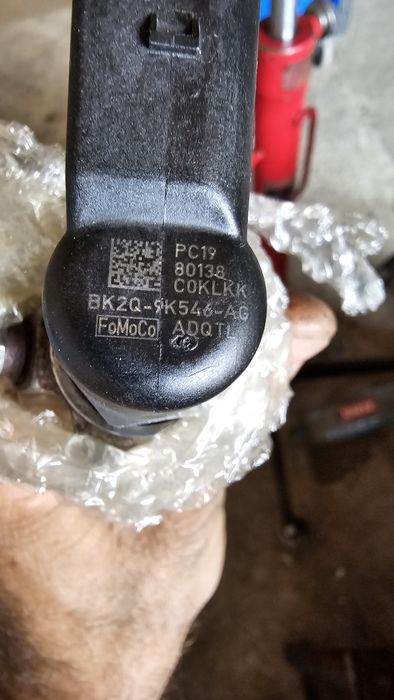 PC19
80138
C0KLKK
BK2Q-9K546-AG
FoMoCo ADQTL